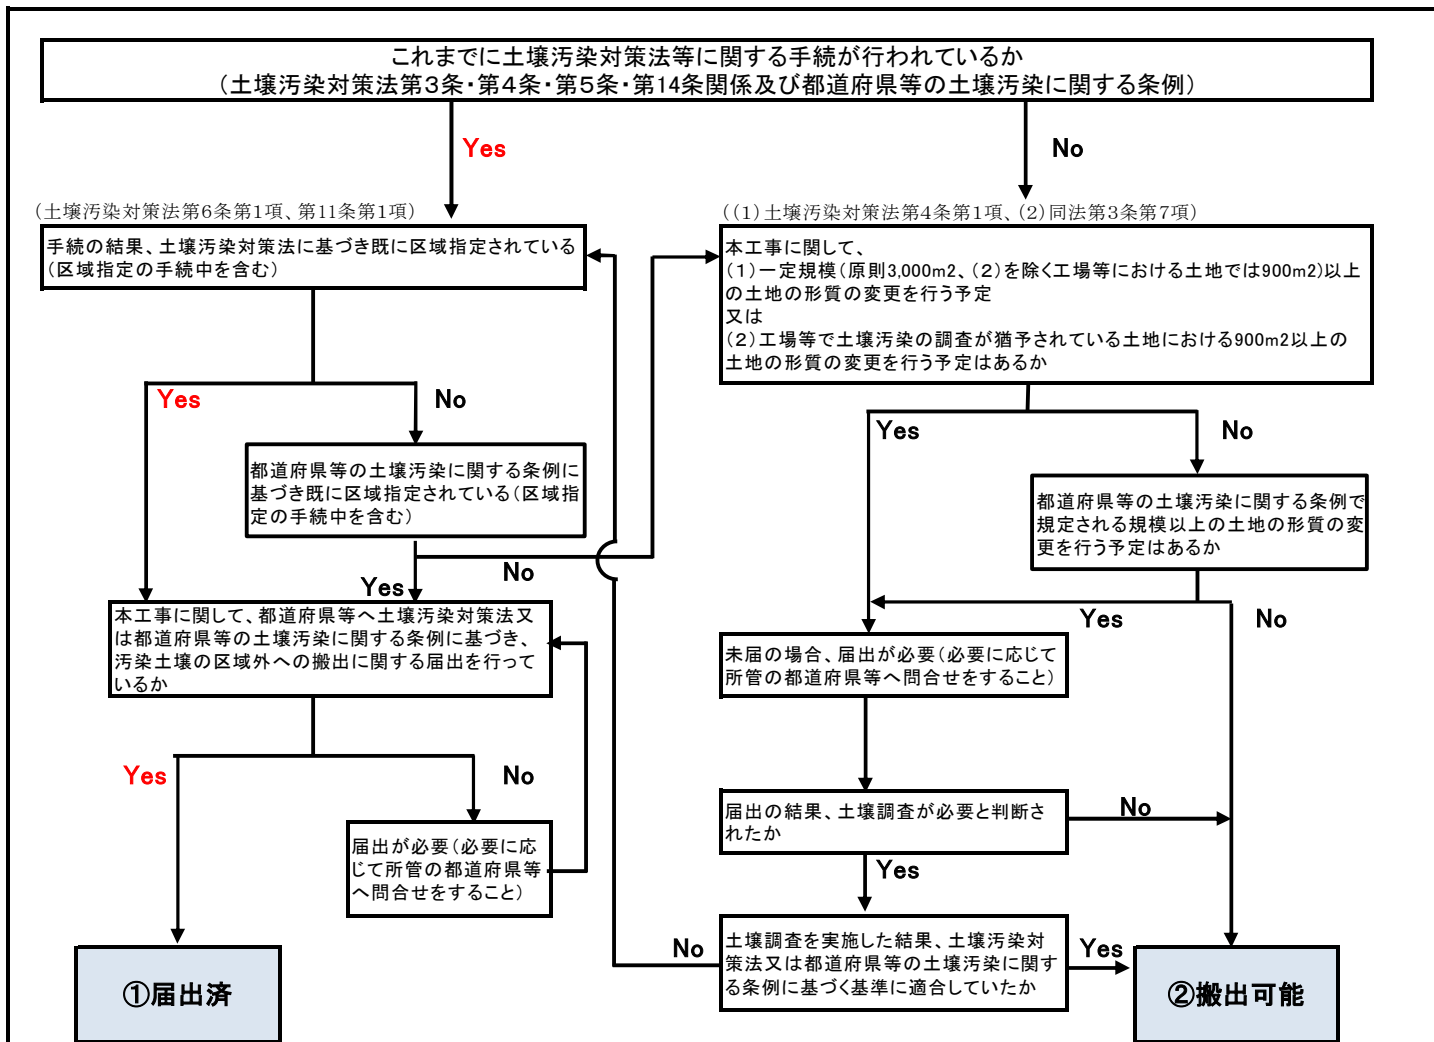 これまでに土壌汚染対策法等に関する手続が行われているか
(土壌汚染対策法第3条・第4条・第5条・第14条関係及び都道府県等の土壌汚染に関する条例)
Yes
No
(土壌汚染対策法第6条第1項、第11条第1項)
手続の結果、土壌汚染対策法に基づき既に区域指定されている
(区域指定の手続中を含む)
((1)土壌汚染対策法第4条第1項、(2)同法第3条第7項)
本工事に関して、
(1)一定規模(原則3,000m2、(2)を除く工場等における土地では900m2)以上
の土地の形質の変更を行う予定
又は
(2)工場等で土壌汚染の調査が猶予されている土地における900m2以上の
土地の形質の変更を行う予定はあるか
Yes
No
都道府県等の土壌汚染に関する条例に
基づき既に区域指定されている(区域指
定の手続中を含む)
Yes
No
都道府県等の土壌汚染に関する条例で
規定される規模以上の土地の形質の変
更を行う予定はあるか
Yes
No
本工事に関して、都道府県等へ土壌汚染対策法又
は都道府県等の土壌汚染に関する条例に基づき、
汚染土壌の区域外への搬出に関する届出を行って
いるか
Yes
No
未届の場合、届出が必要(必要に応じて
所管の都道府県等へ問合せをすること)
Yes
No
届出が必要(必要に応
じて所管の都道府県等
へ問合せをすること)
届出の結果、土壌調査が必要と判断さ
れたか
No
Yes
土壌調査を実施した結果、土壌汚染対
策法又は都道府県等の土壌汚染に関す
る条例に基づく基準に適合していたか
No
Yes
①届出済
②搬出可能